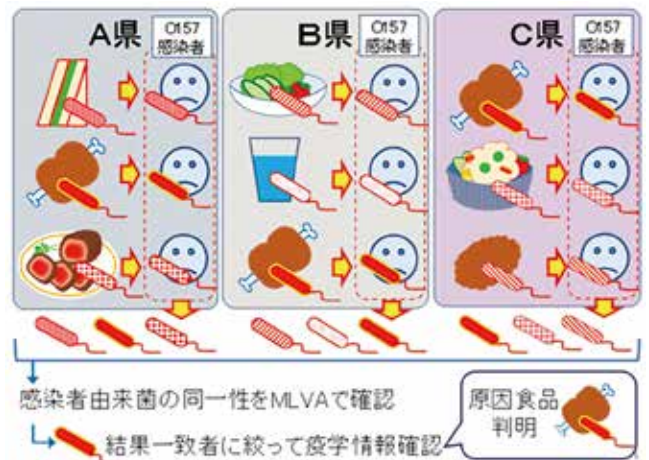 A県
O157
感染者
B県
O157
感染者
C県
O157
感染者
感染者由来菌の同一性をMLVAで確認
結果一致者に絞って疫学情報確認
原因食品
判明